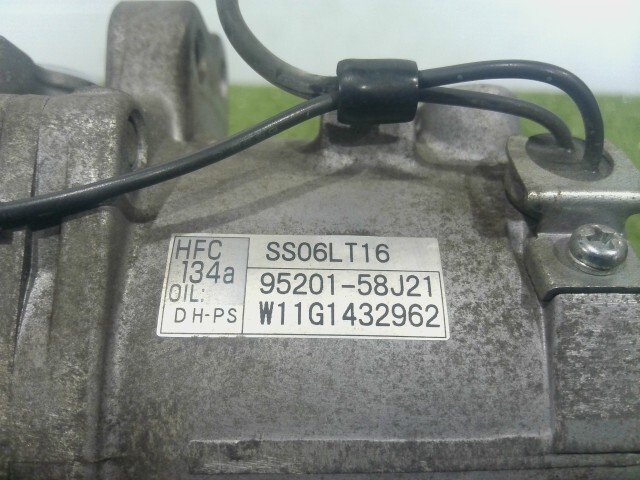 HFC
134a
OIL:
DH-PS
SS06LT16
95201-58J21
W11G1432962